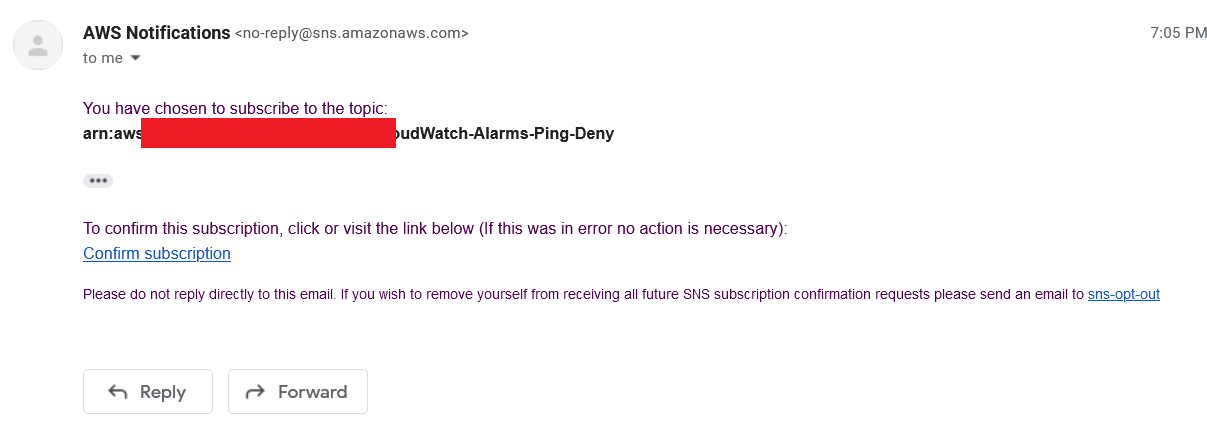 AWS Notifications <no-reply@sns.amazonaws.com> 7:05 PM
to me
You have chosen to subscribe to the topic:
arn:aws oudWatch-Alarms-Ping-Deny
•••
To confirm this subscription, click or visit the link below (If this was in error no action is necessary):
Confirm subscription
Please do not reply directly to this email. If you wish to remove yourself from receiving all future SNS subscription confirmation requests please send an email to sns-opt-out
Reply Forward